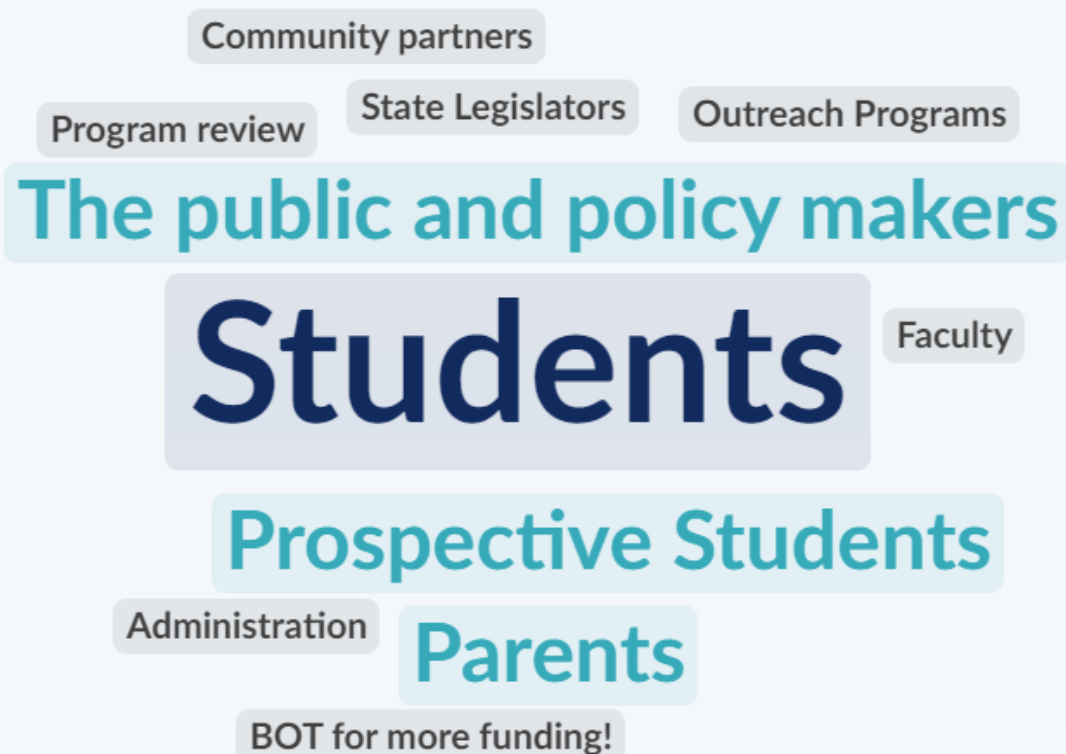 Community partners
State Legislators
Outreach Programs
Program review
The public and policy makers
Students
Faculty
Prospective Students
Administration
Parents
BOT for more funding!